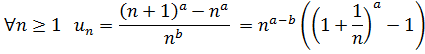 ∀n ≥ 1   uₙ = ((n + 1)ᵃ − nᵃ) / nᵇ = nᵃ⁻ᵇ ((1 + 1/n)ᵃ − 1)